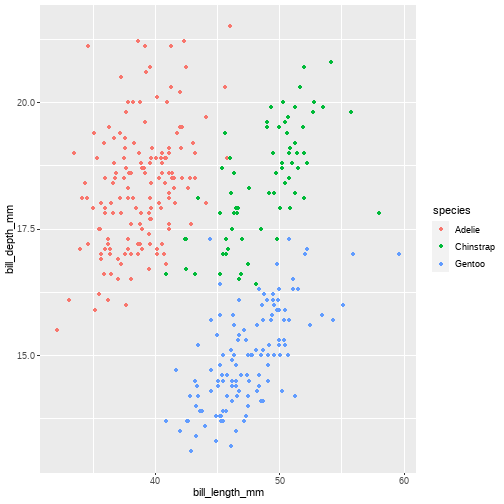 20.0
17.5
15.0
bill_depth_mm
40
50
60
bill_length_mm
species
Adelie
Chinstrap
Gentoo